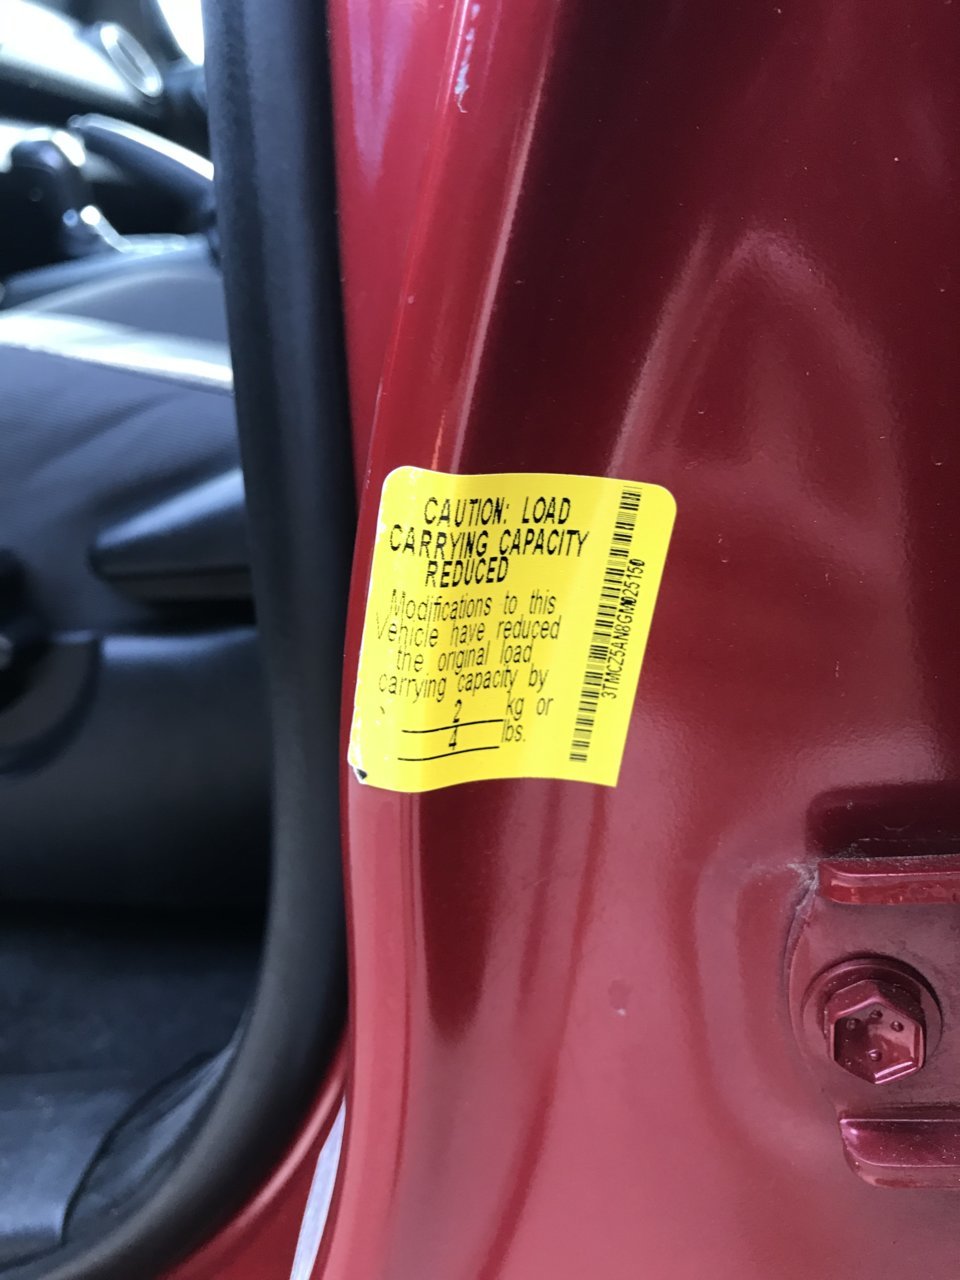 CAUTION: LOAD
CARRYING CAPACITY
REDUCED
Modifications to this
Vehicle have reduced
the original load
carrying capacity by
2 kg or
4 lbs.
3TMCZ5AN8GM025150